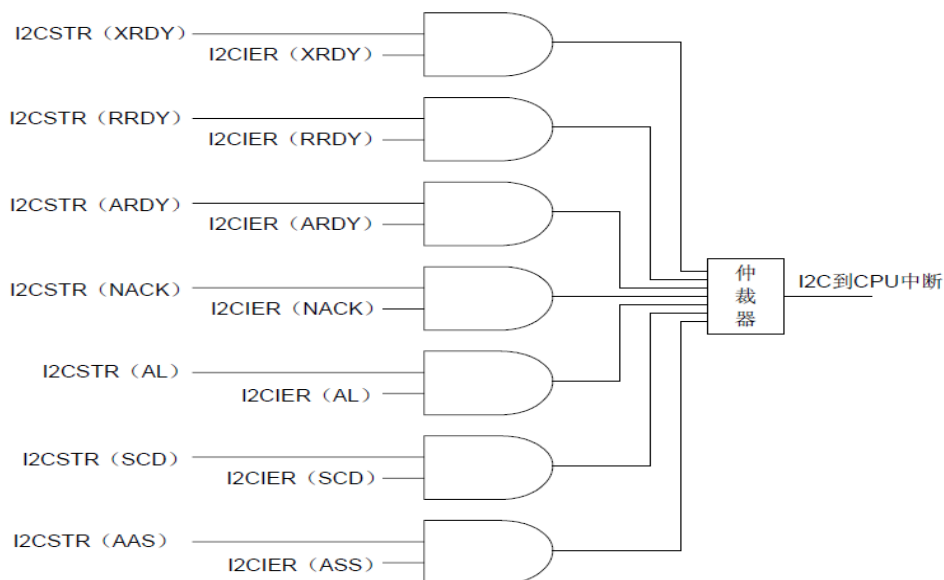 I2CSTR（XRDY）
I2CIER（XRDY）
I2CSTR（RRDY）
I2CIER（RRDY）
I2CSTR（ARDY）
I2CIER（ARDY）
I2CSTR（NACK）
I2CIER（NACK）
I2CSTR（AL）
I2CIER（AL）
I2CSTR（SCD）
I2CIER（SCD）
I2CSTR（AAS）
I2CIER（ASS）
仲
裁
器
I2C到CPU中断